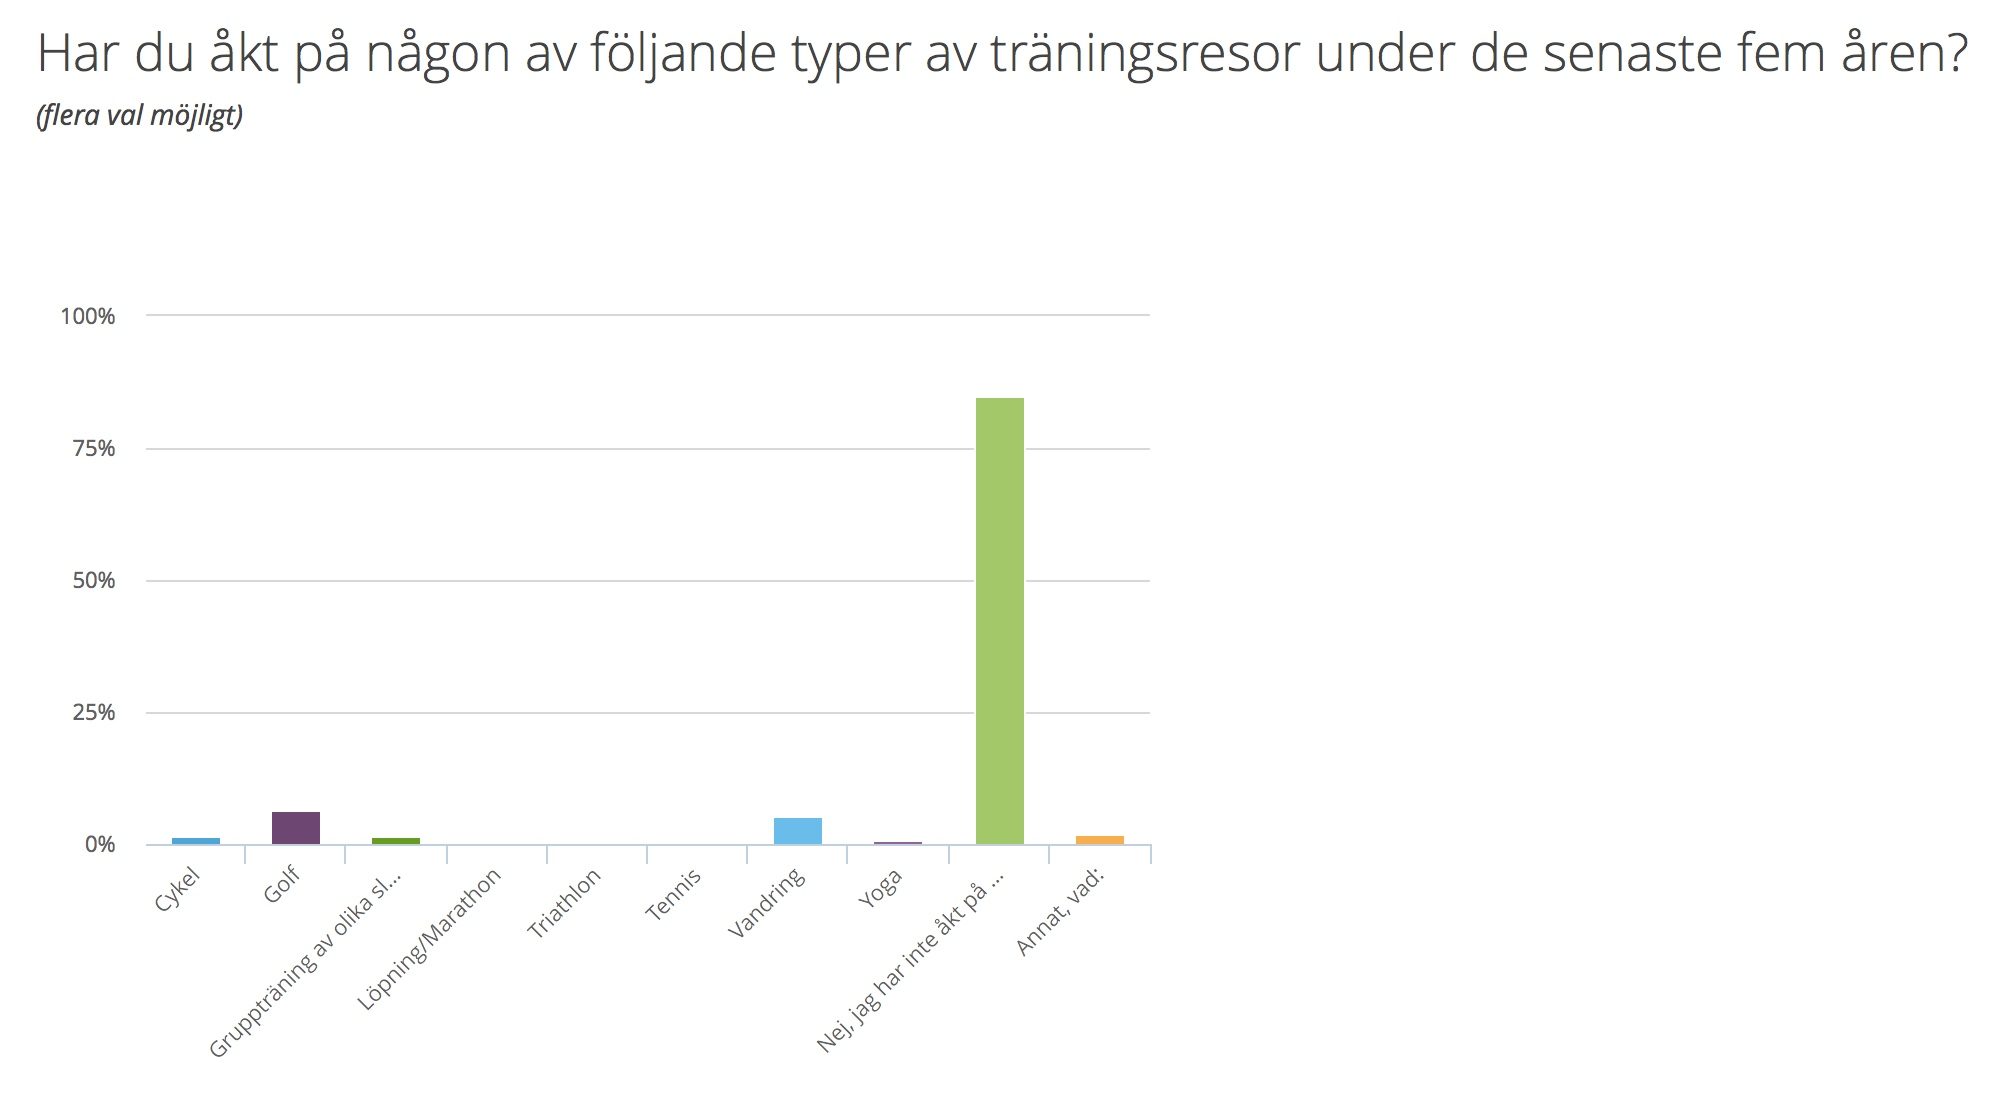 Har du åkt på någon av följande typer av träningsresor under de senaste fem åren?
(flera val möjligt)
100%
75%
50%
25%
0%
Cykel
Golf
Gruppträning av olika sl...
Löpning/Marathon
Triathlon
Tennis
Vandring
Yoga
Nej, jag har inte åkt på ...
Annat, vad: